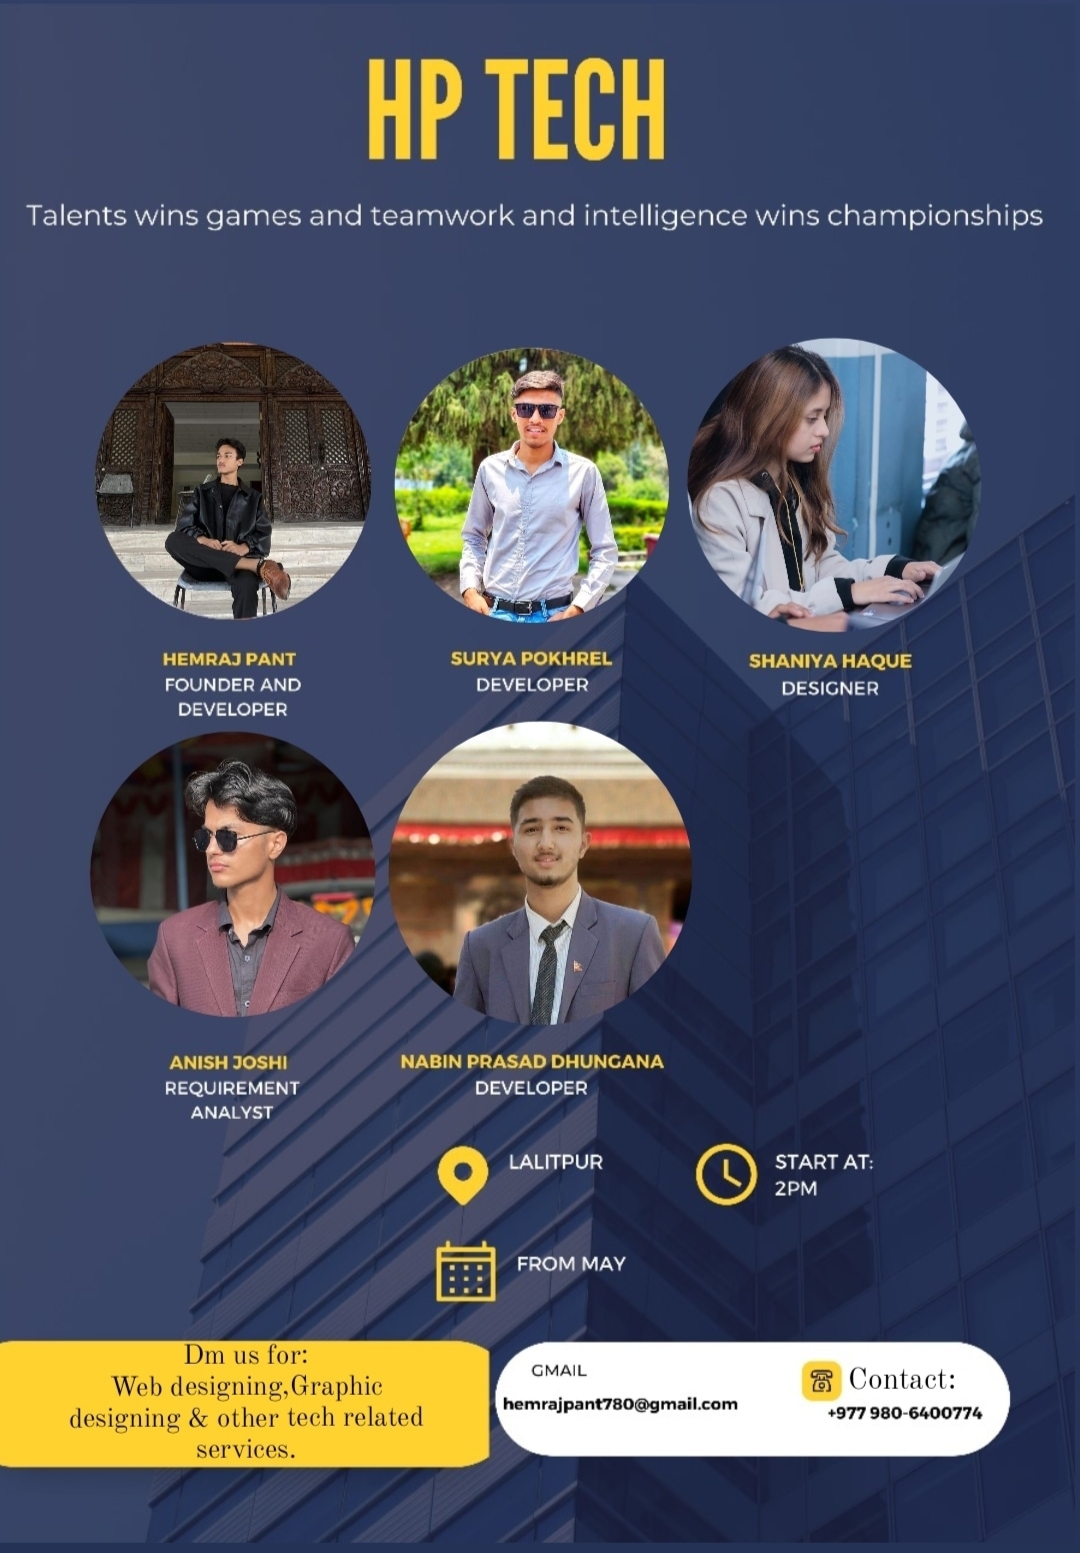 HP TECH
Talents wins games and teamwork and intelligence wins championships
HEMRAJ PANT
FOUNDER AND
DEVELOPER
SURYA POKHREL
DEVELOPER
SHANIYA HAQUE
DESIGNER
ANISH JOSHI
REQUIREMENT
ANALYST
NABIN PRASAD DHUNGANA
DEVELOPER
LALITPUR
START AT:
2PM
FROM MAY
Dm us for:
Web designing,Graphic
designing & other tech related
services.
GMAIL
hemrajpant780@gmail.com
Contact:
+977 980-6400774